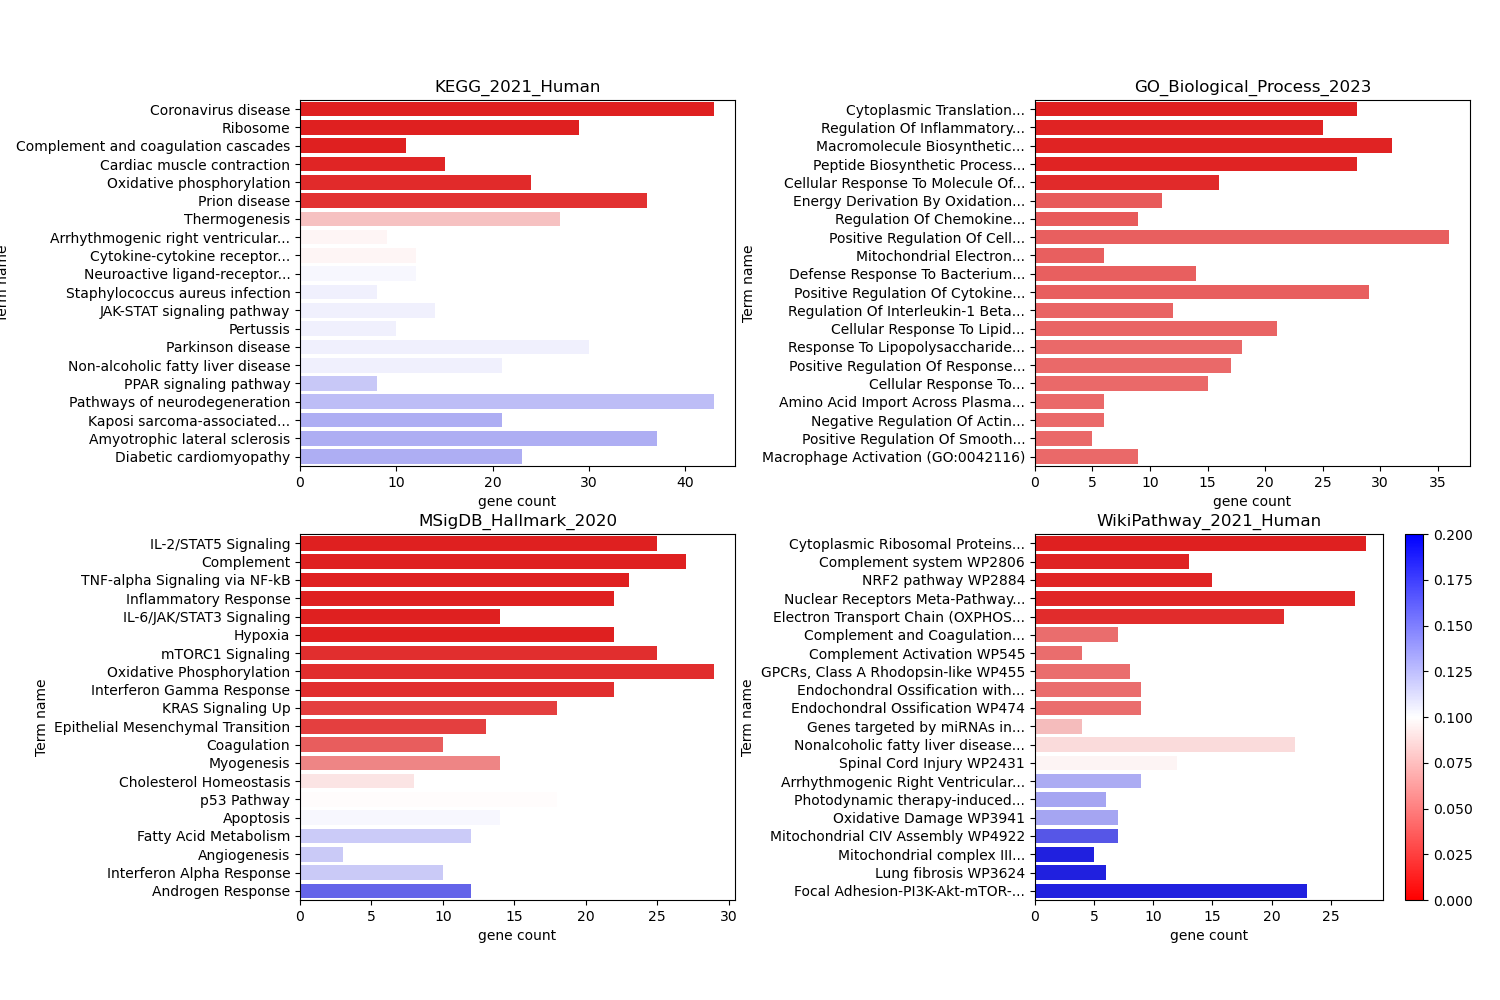 KEGG_2021_Human
Coronavirus disease
Ribosome
Complement and coagulation cascades
Cardiac muscle contraction
Oxidative phosphorylation
Prion disease
Thermogenesis
Arrhythmogenic right ventricular...
Cytokine-cytokine receptor...
Neuroactive ligand-receptor...
Staphylococcus aureus infection
JAK-STAT signaling pathway
Pertussis
Parkinson disease
Non-alcoholic fatty liver disease
PPAR signaling pathway
Pathways of neurodegeneration
Kaposi sarcoma-associated...
Amyotrophic lateral sclerosis
Diabetic cardiomyopathy
Term name
0 10 20 30 40
gene count
GO_Biological_Process_2023
Cytoplasmic Translation...
Regulation Of Inflammatory...
Macromolecule Biosynthetic...
Peptide Biosynthetic Process...
Cellular Response To Molecule Of...
Energy Derivation By Oxidation...
Regulation Of Chemokine...
Positive Regulation Of Cell...
Mitochondrial Electron...
Defense Response To Bacterium...
Positive Regulation Of Cytokine...
Regulation Of Interleukin-1 Beta...
Cellular Response To Lipid...
Response To Lipopolysaccharide...
Positive Regulation Of Response...
Cellular Response To...
Amino Acid Import Across Plasma...
Negative Regulation Of Actin...
Positive Regulation Of Smooth...
Macrophage Activation (GO:0042116)
Term name
0 5 10 15 20 25 30 35
gene count
MSigDB_Hallmark_2020
IL-2/STAT5 Signaling
Complement
TNF-alpha Signaling via NF-kB
Inflammatory Response
IL-6/JAK/STAT3 Signaling
Hypoxia
mTORC1 Signaling
Oxidative Phosphorylation
Interferon Gamma Response
KRAS Signaling Up
Epithelial Mesenchymal Transition
Coagulation
Myogenesis
Cholesterol Homeostasis
p53 Pathway
Apoptosis
Fatty Acid Metabolism
Angiogenesis
Interferon Alpha Response
Androgen Response
Term name
0 5 10 15 20 25 30
gene count
WikiPathway_2021_Human
Cytoplasmic Ribosomal Proteins...
Complement system WP2806
NRF2 pathway WP2884
Nuclear Receptors Meta-Pathway...
Electron Transport Chain (OXPHOS...
Complement and Coagulation...
Complement Activation WP545
GPCRs, Class A Rhodopsin-like WP455
Endochondral Ossification with...
Endochondral Ossification WP474
Genes targeted by miRNAs in...
Nonalcoholic fatty liver disease...
Spinal Cord Injury WP2431
Arrhythmogenic Right Ventricular...
Photodynamic therapy-induced...
Oxidative Damage WP3941
Mitochondrial CIV Assembly WP4922
Mitochondrial complex III...
Lung fibrosis WP3624
Focal Adhesion-PI3K-Akt-mTOR-...
Term name
0 5 10 15 20 25
gene count
0.200
0.175
0.150
0.125
0.100
0.075
0.050
0.025
0.000